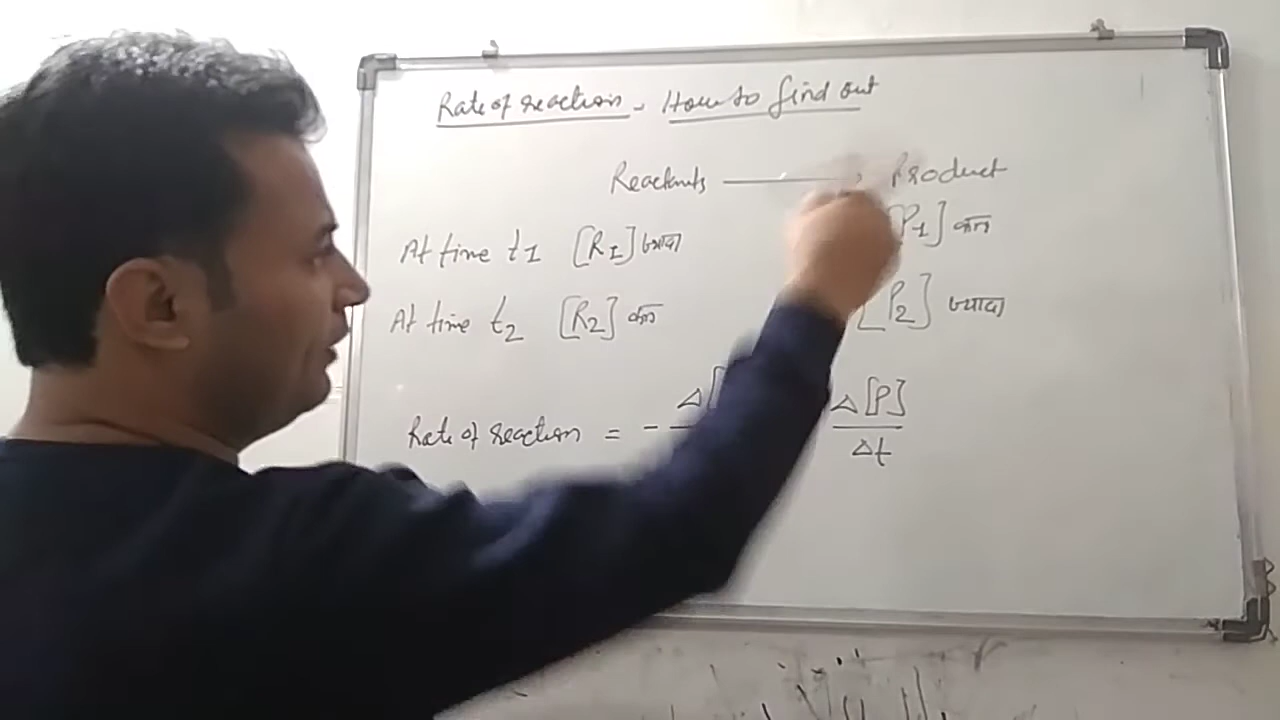 Rate of reaction - How to find out
Reactants → Product
At time t1 [R1] ज्यादा [P1] कम
At time t2 [R2] कम [P2] ज्यादा
Rate of reaction = - Δ[ Δ[P]
Δt